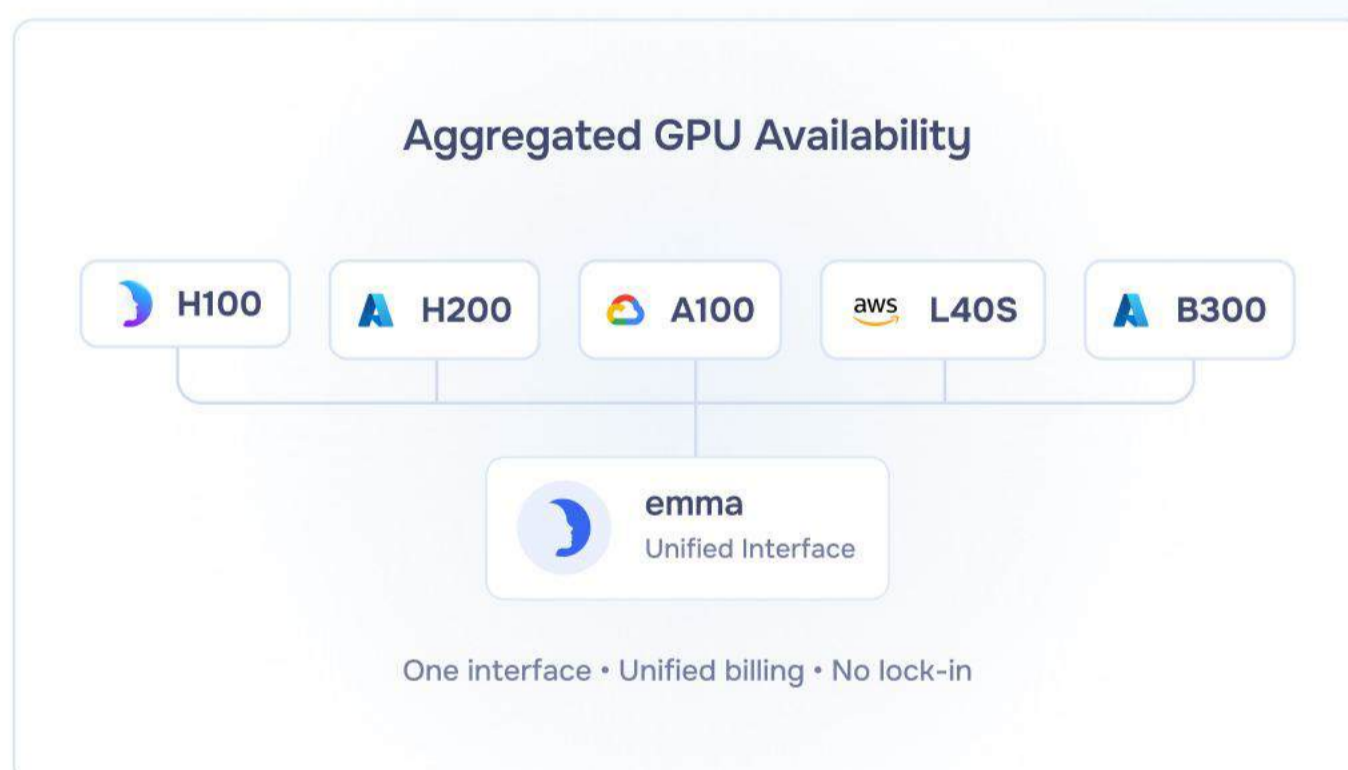 Aggregated GPU Availability
H100
H200
A100
aws L40S
B300
emma
Unified Interface
One interface • Unified billing • No lock-in